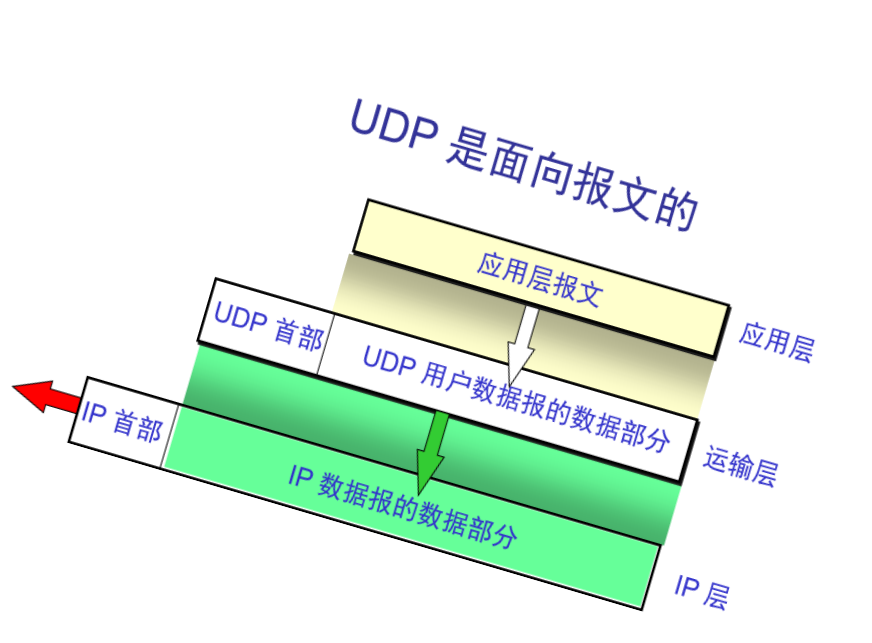 UDP 是面向报文的
应用层报文
应用层
UDP 首部
UDP 用户数据报的数据部分
运输层
IP 首部
IP 数据报的数据部分
IP 层